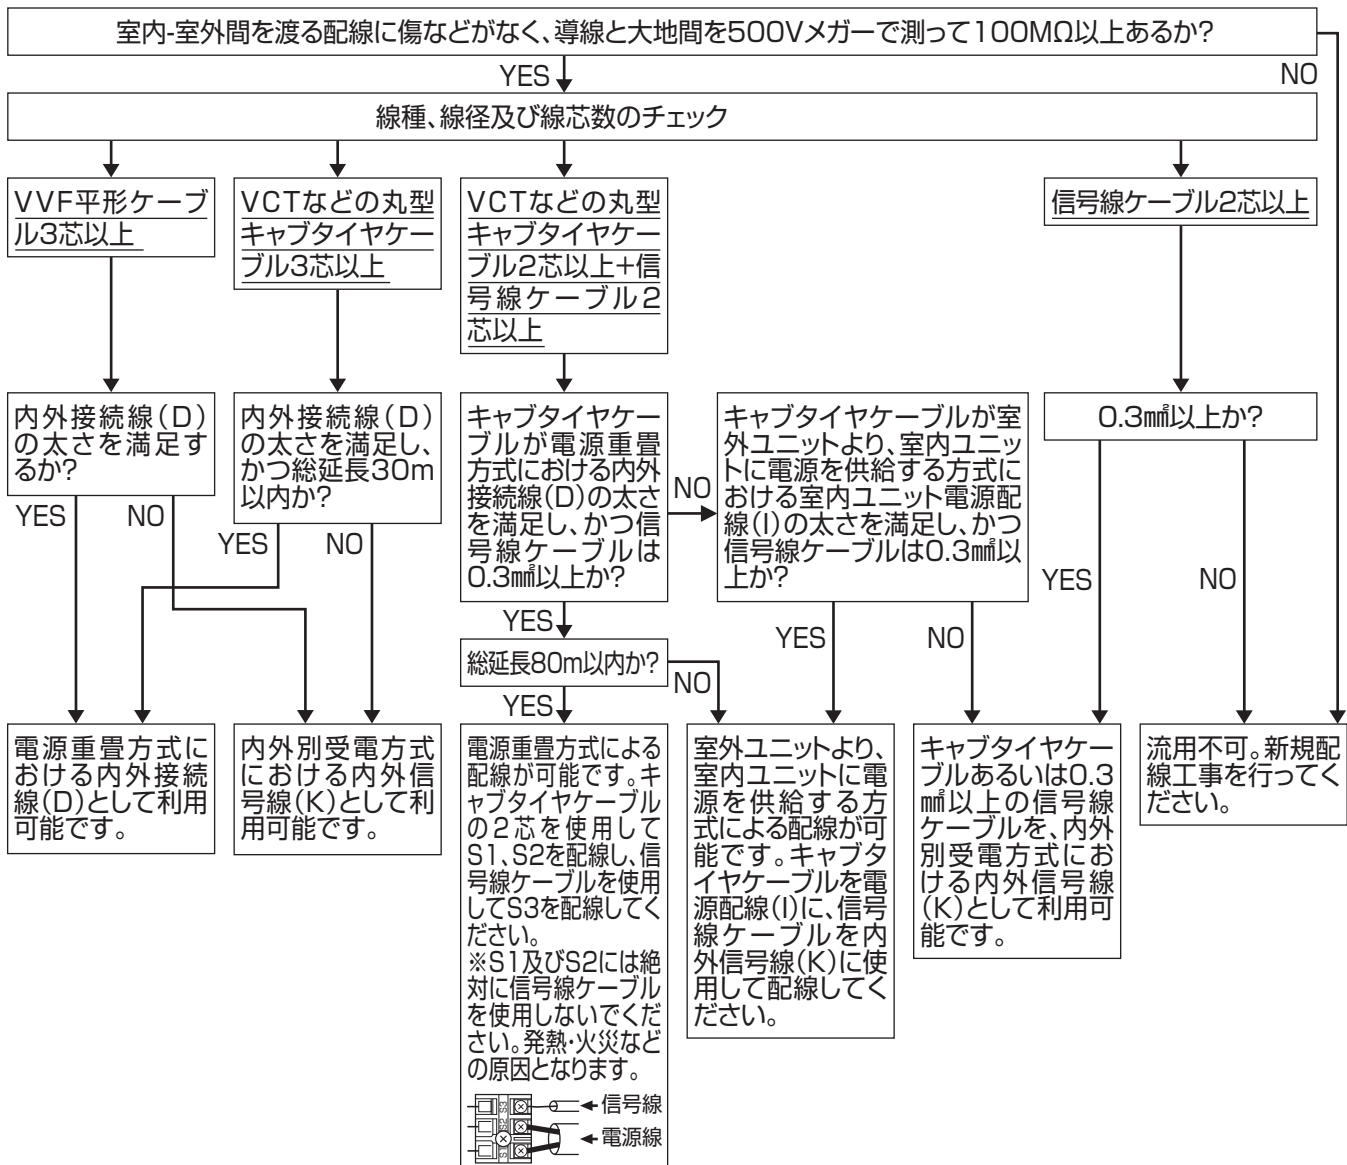 室内-室外間を渡る配線に傷などがなく、導線と大地間を500Vメガーで測って100MΩ以上あるか?
YES
NO
線種、線径及び線芯数のチェック
VVF平形ケーブ
ル3芯以上
VCTなどの丸型
キャブタイヤケー
ブル3芯以上
VCTなどの丸型
キャブタイヤケー
ブル2芯以上+信
号線ケーブル2
芯以上
信号線ケーブル2芯以上
内外接続線(D)
の太さを満足す
るか?
内外接続線(D)
の太さを満足し、
かつ総延長30m
以内か?
キャブタイヤケー
ブルが電源重畳
方式における内外
接続線(D)の太さ
を満足し、かつ信
号線ケーブルは
0.3㎟以上か?
NO
キャブタイヤケーブルが室
外ユニットより、室内ユニッ
トに電源を供給する方式に
おける室内ユニット電源配
線(I)の太さを満足し、かつ
信号線ケーブルは0.3㎟以
上か?
0.3㎟以上か?
YES
NO
YES
NO
YES
YES
NO
YES
NO
総延長80m以内か?
NO
YES
電源重畳方式に
おける内外接続
線(D)として利用
可能です。
内外別受電方式
における内外信
号線(K)として利
用可能です。
電源重畳方式による
配線が可能です。キ
ャブタイヤケーブル
の2芯を使用して
S1、S2を配線し、信
号線ケーブルを使用
してS3を配線してく
ださい。
※S1及びS2には絶
対に信号線ケーブル
を使用しないでくだ
さい。発熱・火災など
の原因となります。
S3
信号線
S2
電源線
S1
室外ユニットより、
室内ユニットに電
源を供給する方
式による配線が可
能です。キャブタ
イヤケーブルを電
源配線(I)に、信号
線ケーブルを内
外信号線(K)に使
用して配線してく
ださい。
キャブタイヤケー
ブルあるいは0.3
㎟以上の信号線
ケーブルを、内外
別受電方式にお
ける内外信号線
(K)として利用可
能です。
流用不可。新規配
線工事を行ってく
ださい。